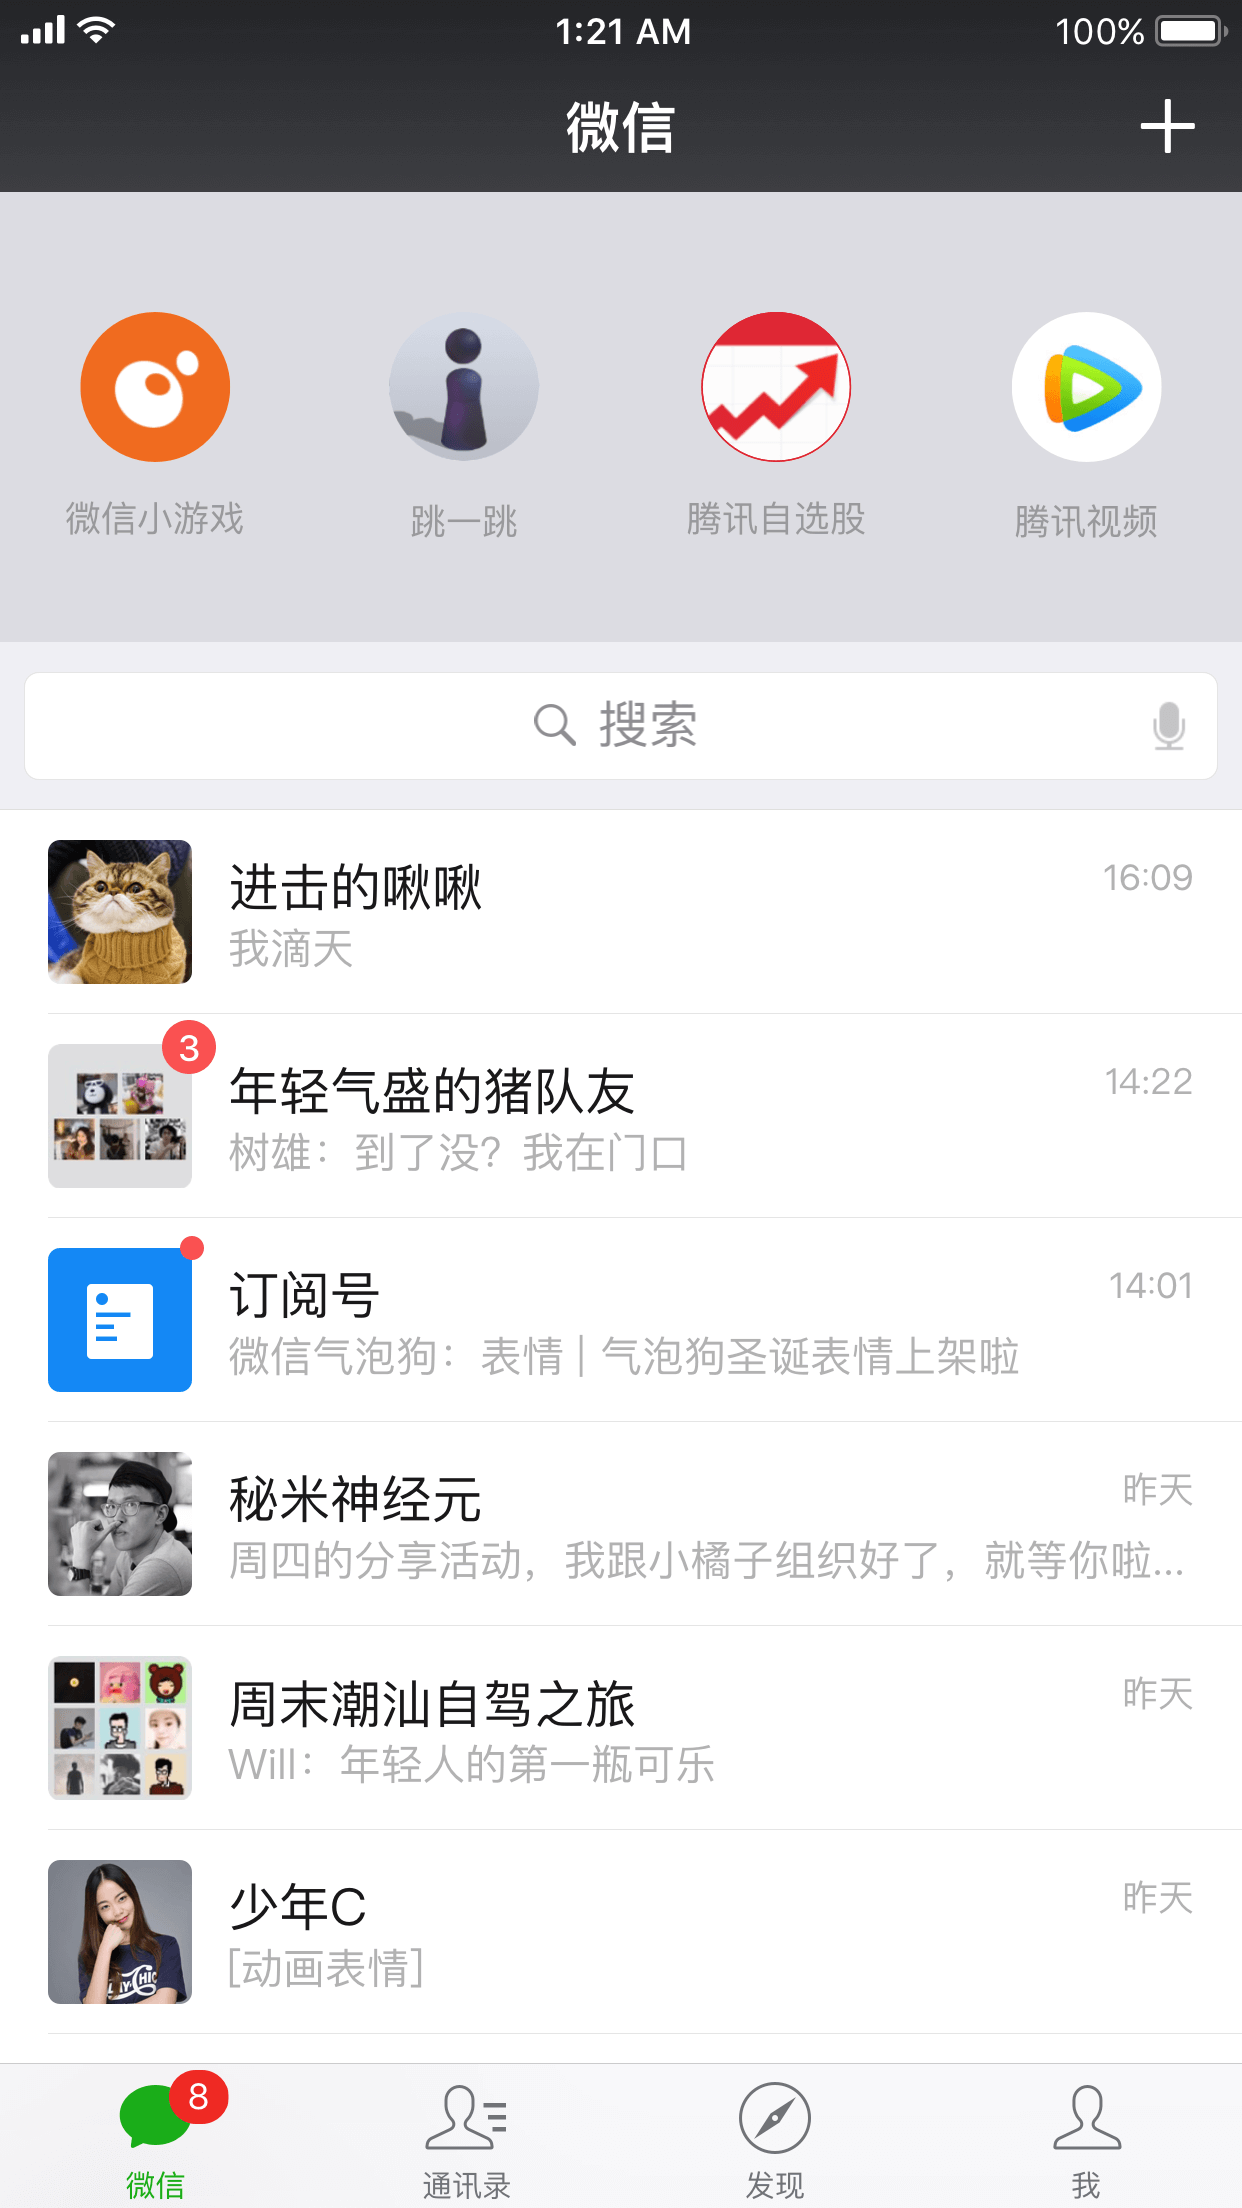 1:21 AM
100%
微信
微信小游戏
跳一跳
腾讯自选股
腾讯视频
搜索
进击的啾啾
16:09
我滴天
3
年轻气盛的猪队友
14:22
树雄：到了没？我在门口
订阅号
14:01
微信气泡狗：表情 | 气泡狗圣诞表情上架啦
秘米神经元
昨天
周四的分享活动，我跟小橘子组织好了，就等你啦...
周末潮汕自驾之旅
昨天
Will：年轻人的第一瓶可乐
少年C
昨天
[动画表情]
8
微信
通讯录
发现
我